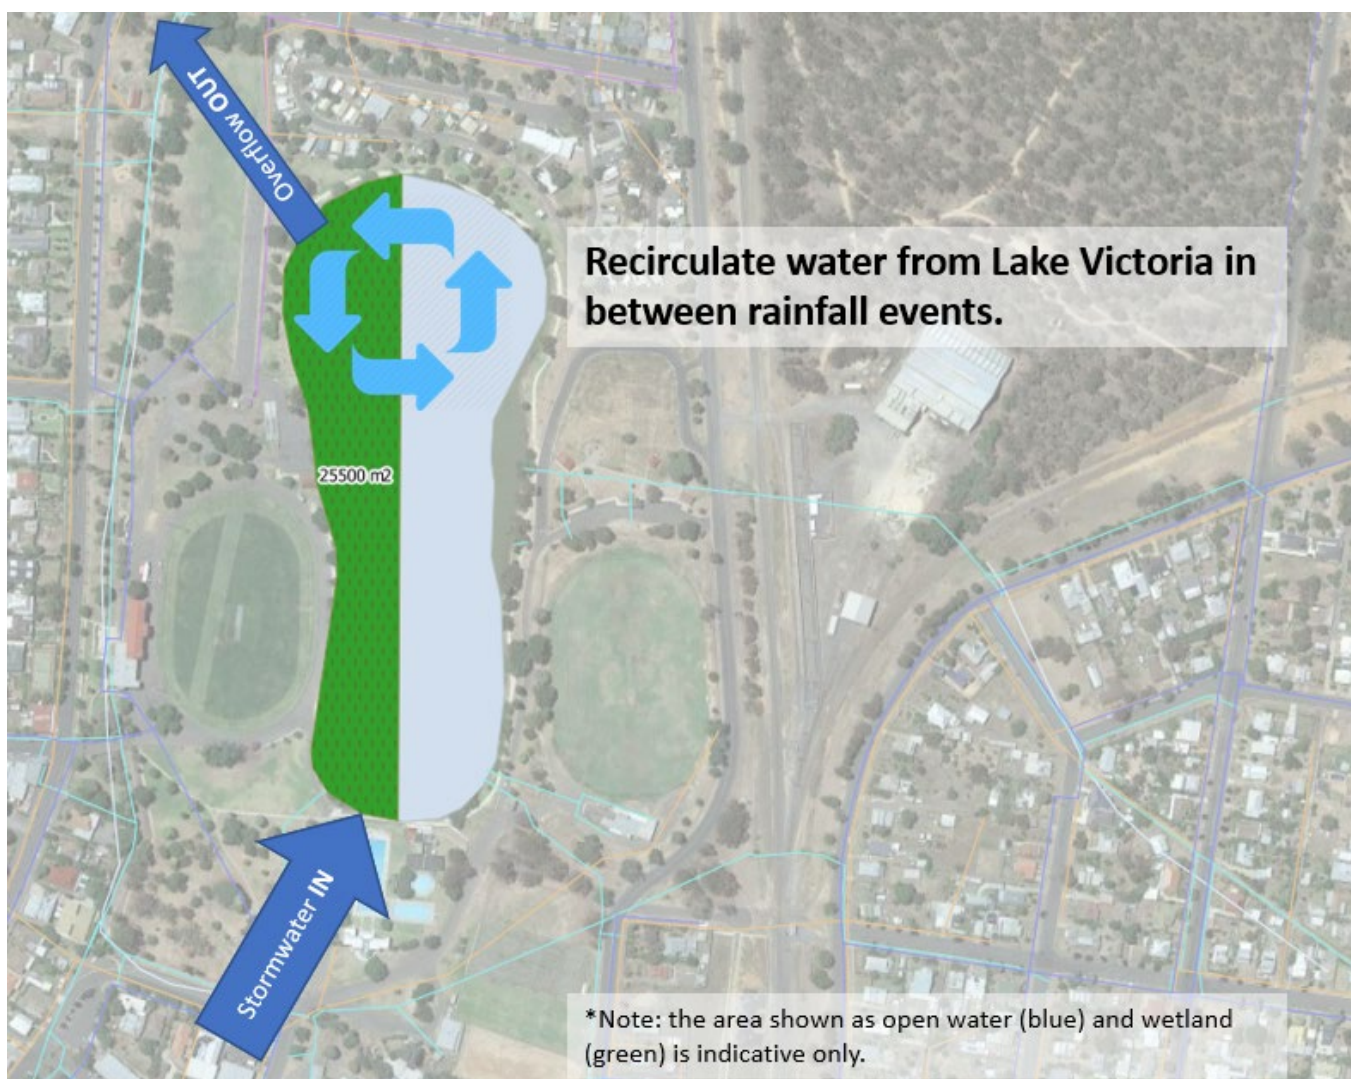 Overflow OUT
Recirculate water from Lake Victoria in
between rainfall events.
25500 m2
Stormwater IN
*Note: the area shown as open water (blue) and wetland
(green) is indicative only.